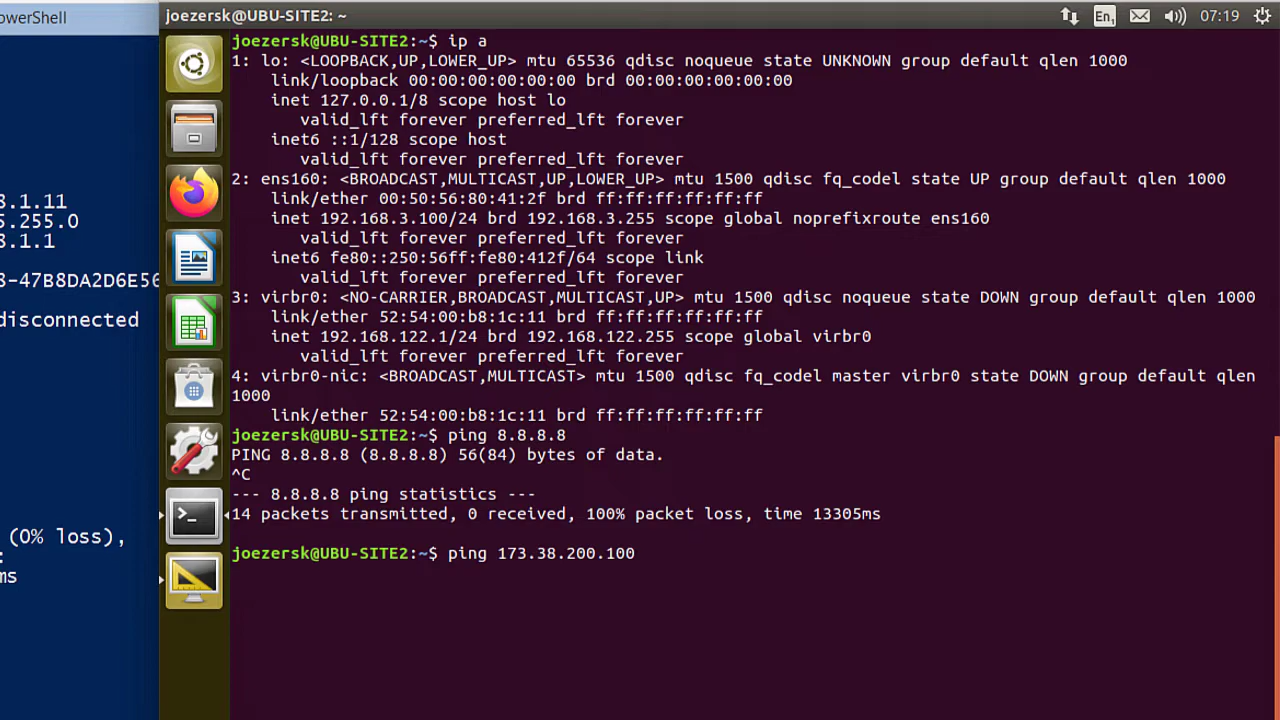 owerShell
joezersk@UBU-SITE2: ~
En1
07:19
8.1.11
5.255.0
8.1.1
8-47B8DA2D6E56
disconnected
(0% loss),
:
ms
joezersk@UBU-SITE2:~$ ip a
1: lo: <LOOPBACK,UP,LOWER_UP> mtu 65536 qdisc noqueue state UNKNOWN group default qlen 1000
link/loopback 00:00:00:00:00:00 brd 00:00:00:00:00:00
inet 127.0.0.1/8 scope host lo
valid_lft forever preferred_lft forever
inet6 ::1/128 scope host
valid_lft forever preferred_lft forever
2: ens160: <BROADCAST,MULTICAST,UP,LOWER_UP> mtu 1500 qdisc fq_codel state UP group default qlen 1000
link/ether 00:50:56:80:41:2f brd ff:ff:ff:ff:ff:ff
inet 192.168.3.100/24 brd 192.168.3.255 scope global noprefixroute ens160
valid_lft forever preferred_lft forever
inet6 fe80::250:56ff:fe80:412f/64 scope link
valid_lft forever preferred_lft forever
3: virbr0: <NO-CARRIER,BROADCAST,MULTICAST,UP> mtu 1500 qdisc noqueue state DOWN group default qlen 1000
link/ether 52:54:00:b8:1c:11 brd ff:ff:ff:ff:ff:ff
inet 192.168.122.1/24 brd 192.168.122.255 scope global virbr0
valid_lft forever preferred_lft forever
4: virbr0-nic: <BROADCAST,MULTICAST> mtu 1500 qdisc fq_codel master virbr0 state DOWN group default qlen
1000
link/ether 52:54:00:b8:1c:11 brd ff:ff:ff:ff:ff:ff
joezersk@UBU-SITE2:~$ ping 8.8.8.8
PING 8.8.8.8 (8.8.8.8) 56(84) bytes of data.
^C
--- 8.8.8.8 ping statistics ---
14 packets transmitted, 0 received, 100% packet loss, time 13305ms
joezersk@UBU-SITE2:~$ ping 173.38.200.100